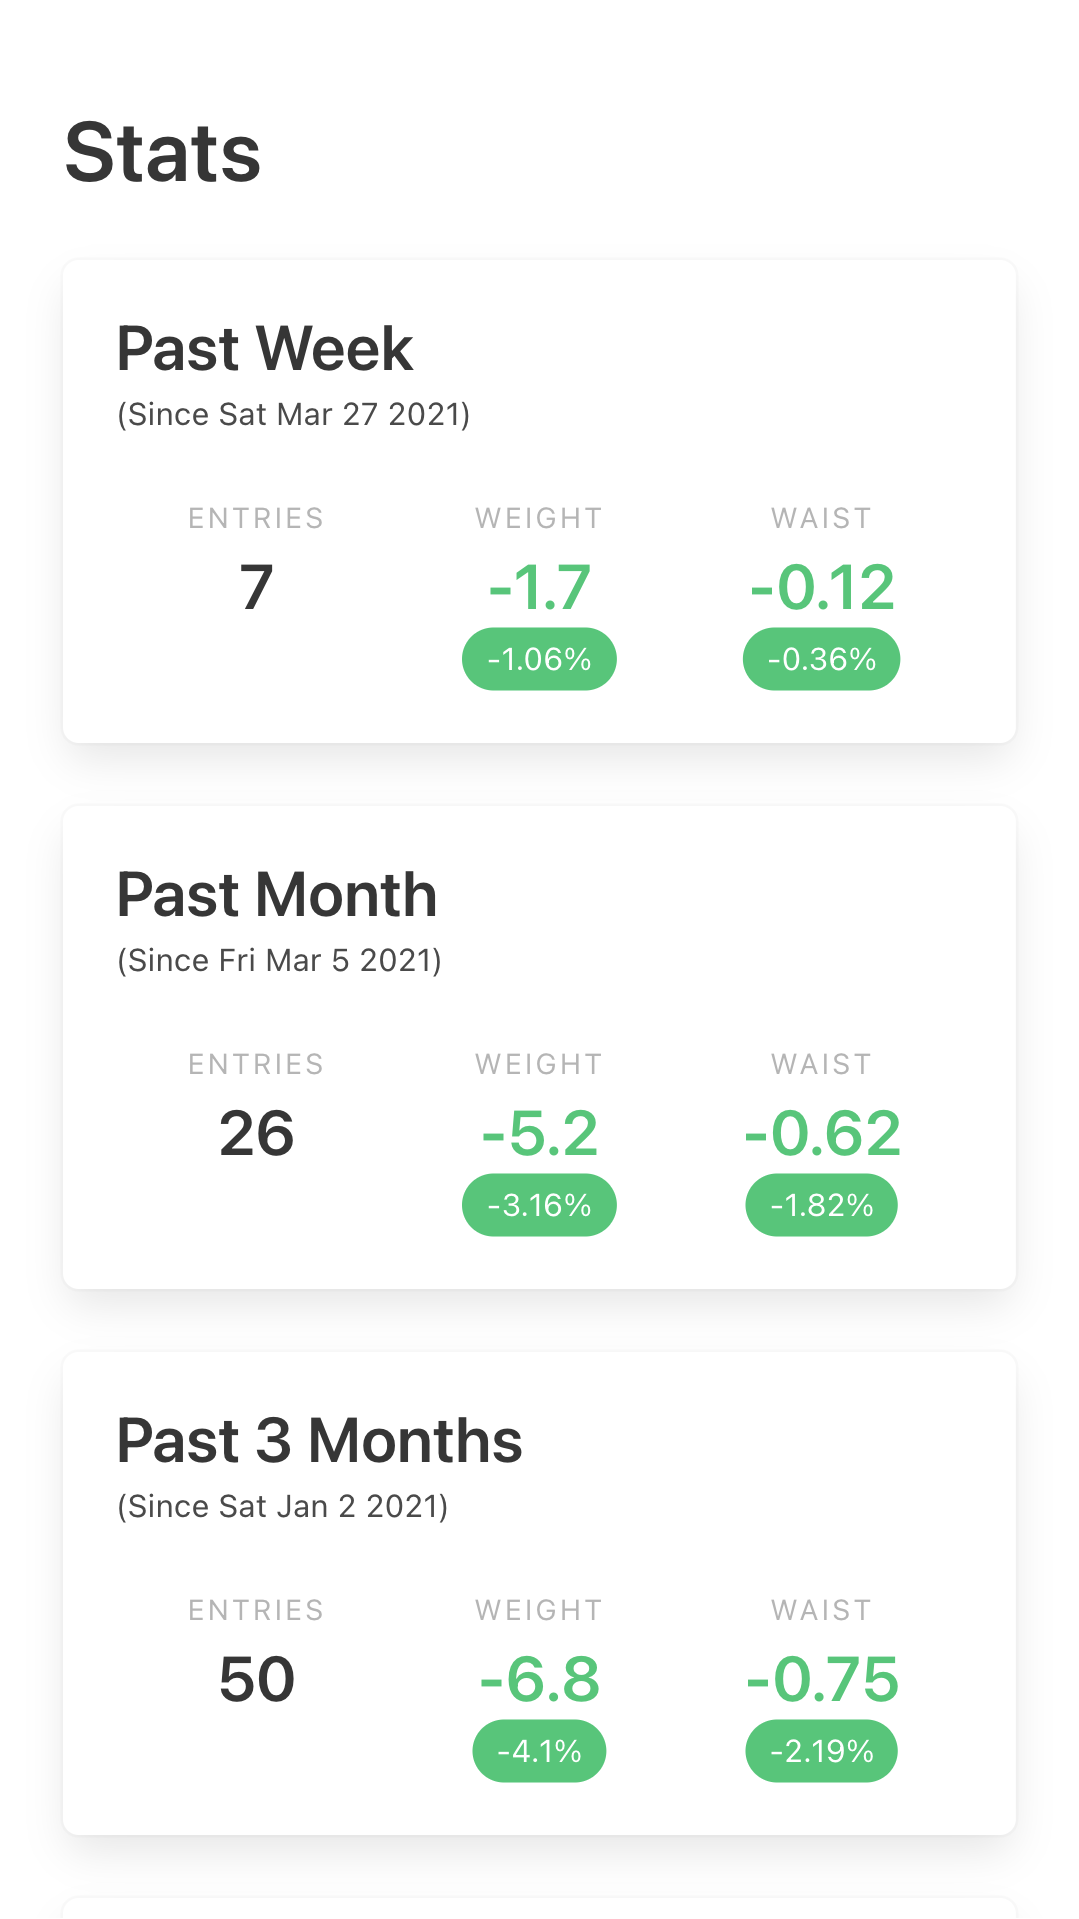 Stats
Past Week
(Since Sat Mar 27 2021)
ENTRIES WEIGHT WAIST
7 -1.7 -0.12
-1.06% -0.36%
Past Month
(Since Fri Mar 5 2021)
ENTRIES WEIGHT WAIST
26 -5.2 -0.62
-3.16% -1.82%
Past 3 Months
(Since Sat Jan 2 2021)
ENTRIES WEIGHT WAIST
50 -6.8 -0.75
-4.1% -2.19%